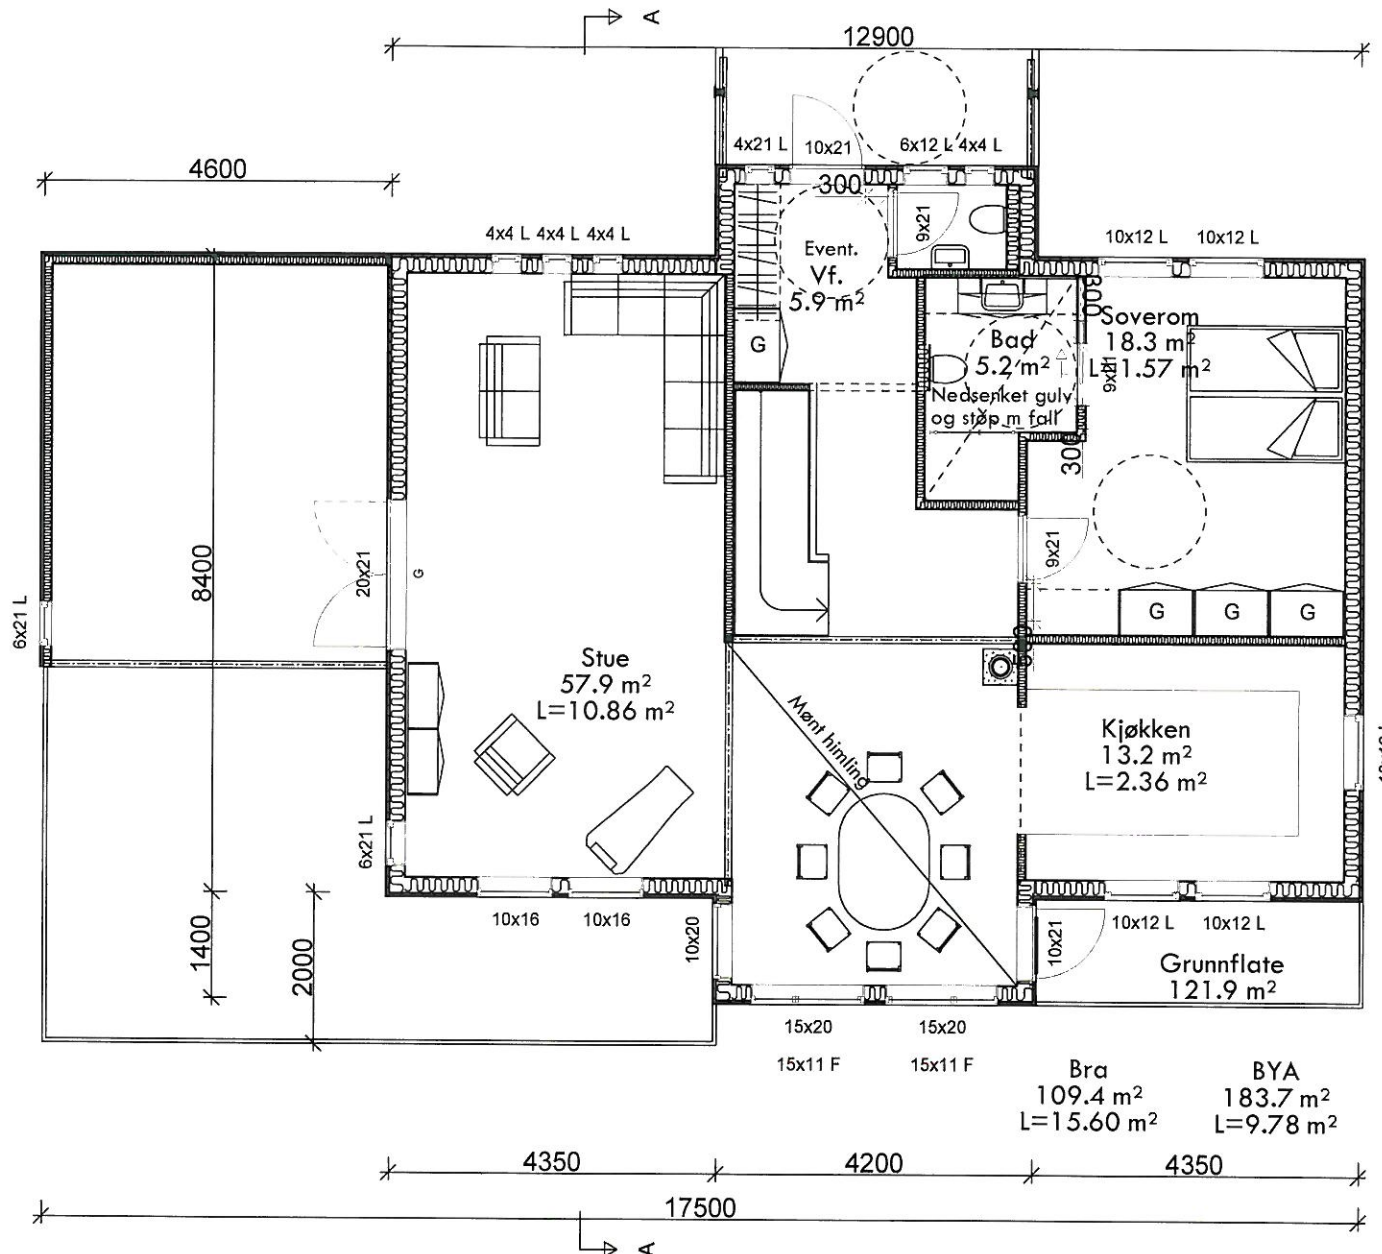 A
12900
4600
4x21 L
10x21
6x12 L
4x4 L
300
9x21
4x4 L
4x4 L
4x4 L
10x12 L
10x12 L
Event.
Vf.
5.9 m²
G
300
Soverom
18.3 m²
L=1.57 m²
9x21
Bad
5.2 m²
Nedsenket gulv
og støp m fall
300
8400
20x21
G
9x21
G
G
G
6x21 L
Stue
57.9 m²
L=10.86 m²
Mønt himling
Kjøkken
13.2 m²
L=2.36 m²
6x21 L
10x16
10x16
10x20
10x21
10x12 L
10x12 L
1400
2000
Grunnflate
121.9 m²
15x20
15x20
15x11 F
15x11 F
Bra
109.4 m²
L=15.60 m²
BYA
183.7 m²
L=9.78 m²
4350
4200
4350
17500
A